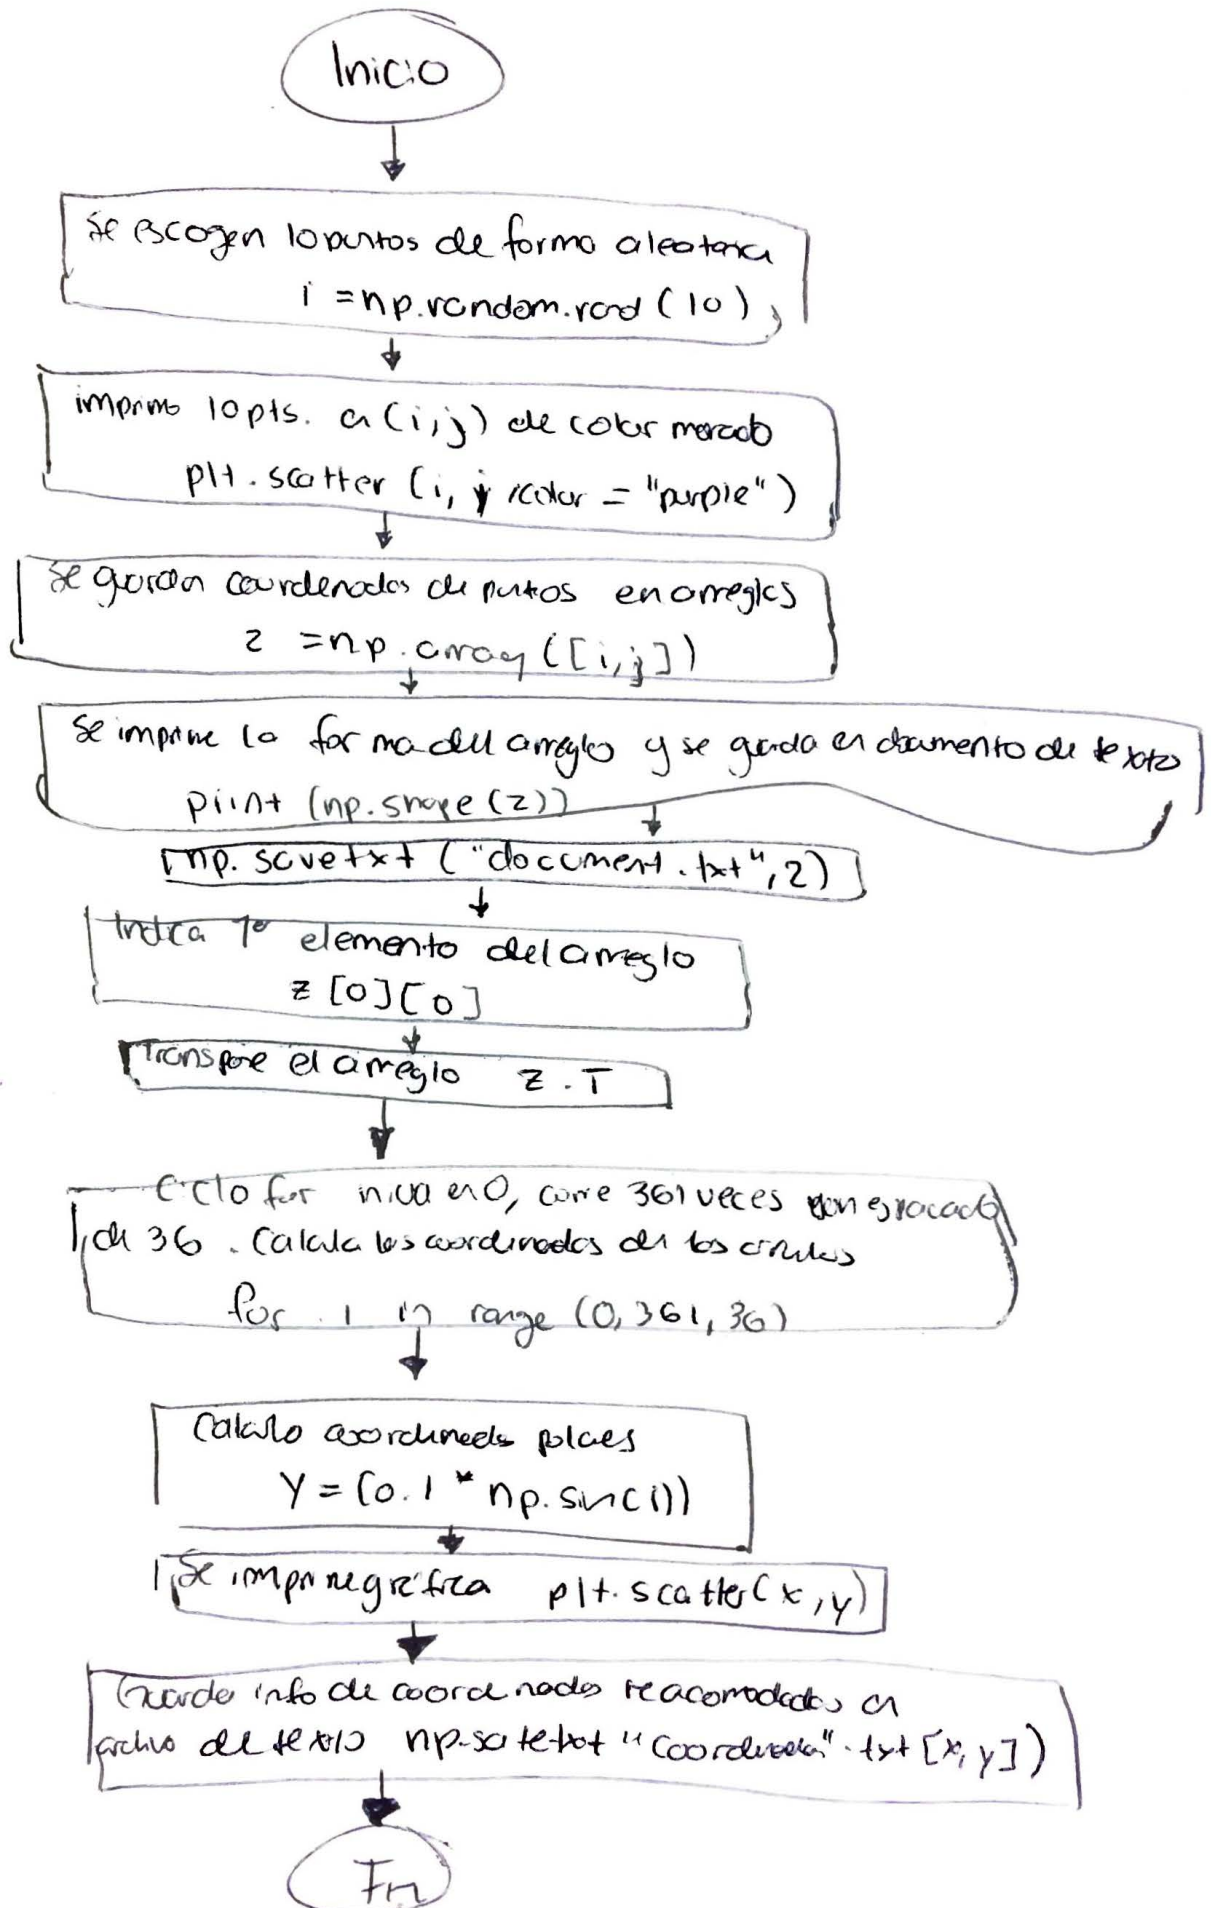 Inicio
Se escogen 10 puntos de forma aleatoria
i = np.random.rand (10)
imprimo 10 pts. a (i,j) de color morado
plt.scatter (i, j, color = "purple")
Se guardan coordenadas de puntos en arreglos
z = np.array ([i,j])
Se imprime la forma del arreglo y se guarda en documento de texto
print (np.shape (z))
np.savetxt ("document.txt", z)
Indica 1º elemento del arreglo
z [0][0]
Transpone el arreglo z.T
Ciclo for inicia en 0, corre 361 veces con espaciado
de 36. Calcula las coordenadas de los círculos
for i in range (0, 361, 36)
Calculo coordenadas polares
Y = (0.1 * np.sin(i))
Se imprime gráfica plt.scatter(x,y)
Guarda info de coordenadas reacomodadas en
archivo de texto "coordenadas".txt [x, y])
Fin